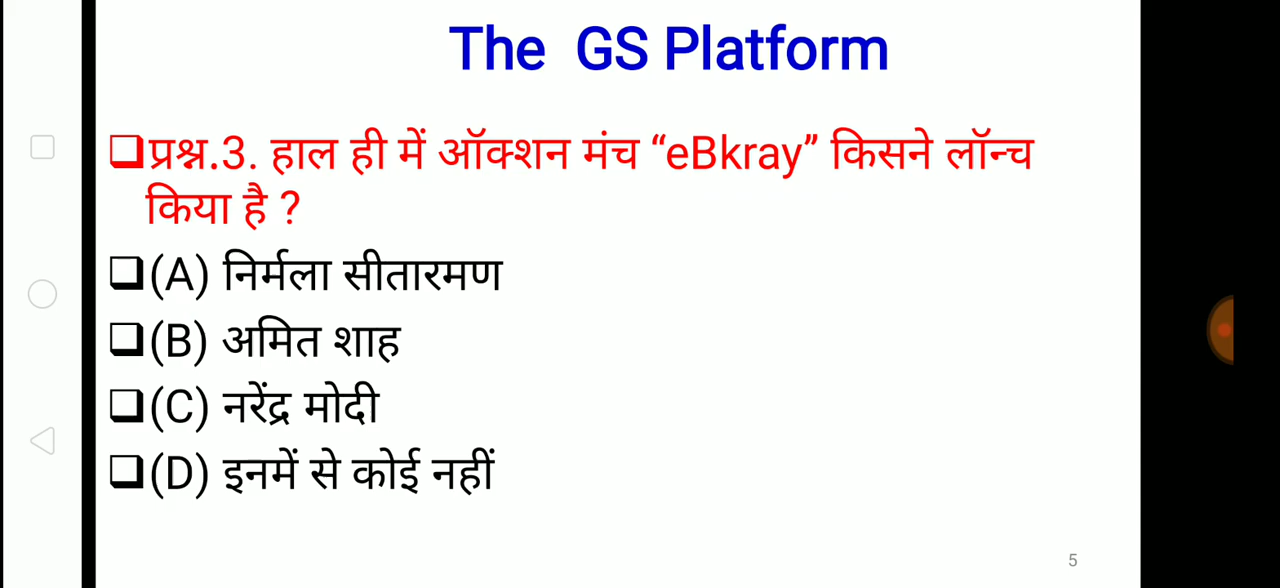 The GS Platform
❑प्रश्न.3. हाल ही में ऑक्शन मंच “eBkray” किसने लॉन्च
किया है ?
❑(A) निर्मला सीतारमण
❑(B) अमित शाह
❑(C) नरेंद्र मोदी
❑(D) इनमें से कोई नहीं
5